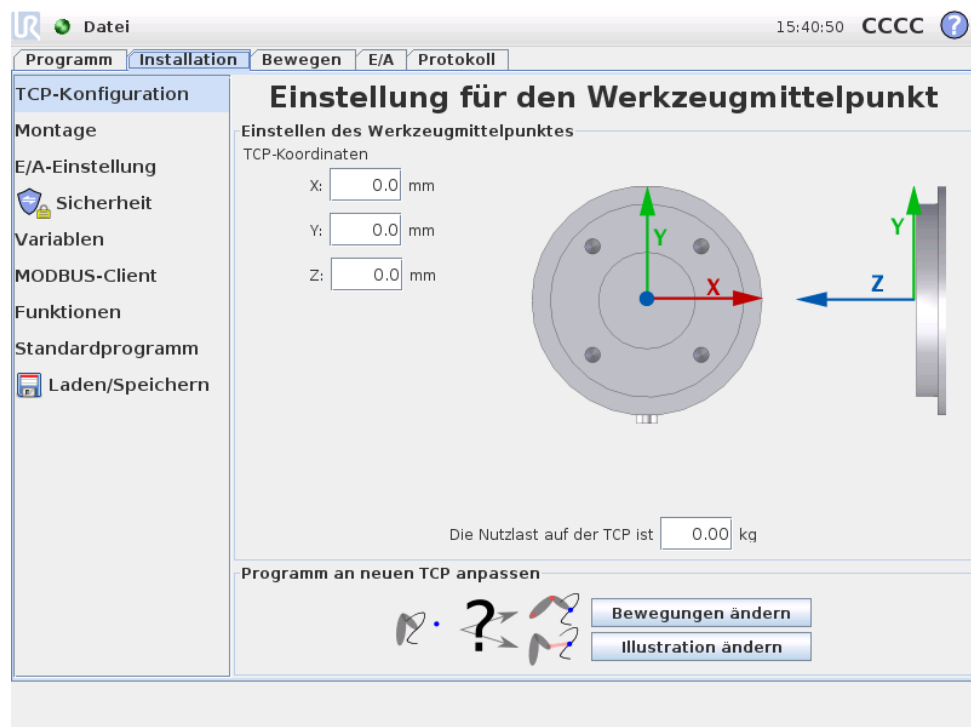 UR Datei 15:40:50 CCCC ?
Programm Installation Bewegen E/A Protokoll
TCP-Konfiguration
Montage
E/A-Einstellung
Sicherheit
Variablen
MODBUS-Client
Funktionen
Standardprogramm
Laden/Speichern
Einstellung für den Werkzeugmittelpunkt
Einstellen des Werkzeugmittelpunktes
TCP-Koordinaten
X: 0.0 mm
Y: 0.0 mm
Z: 0.0 mm
Y
X
Y
Z
Die Nutzlast auf der TCP ist 0.00 kg
Programm an neuen TCP anpassen
?
Bewegungen ändern
Illustration ändern